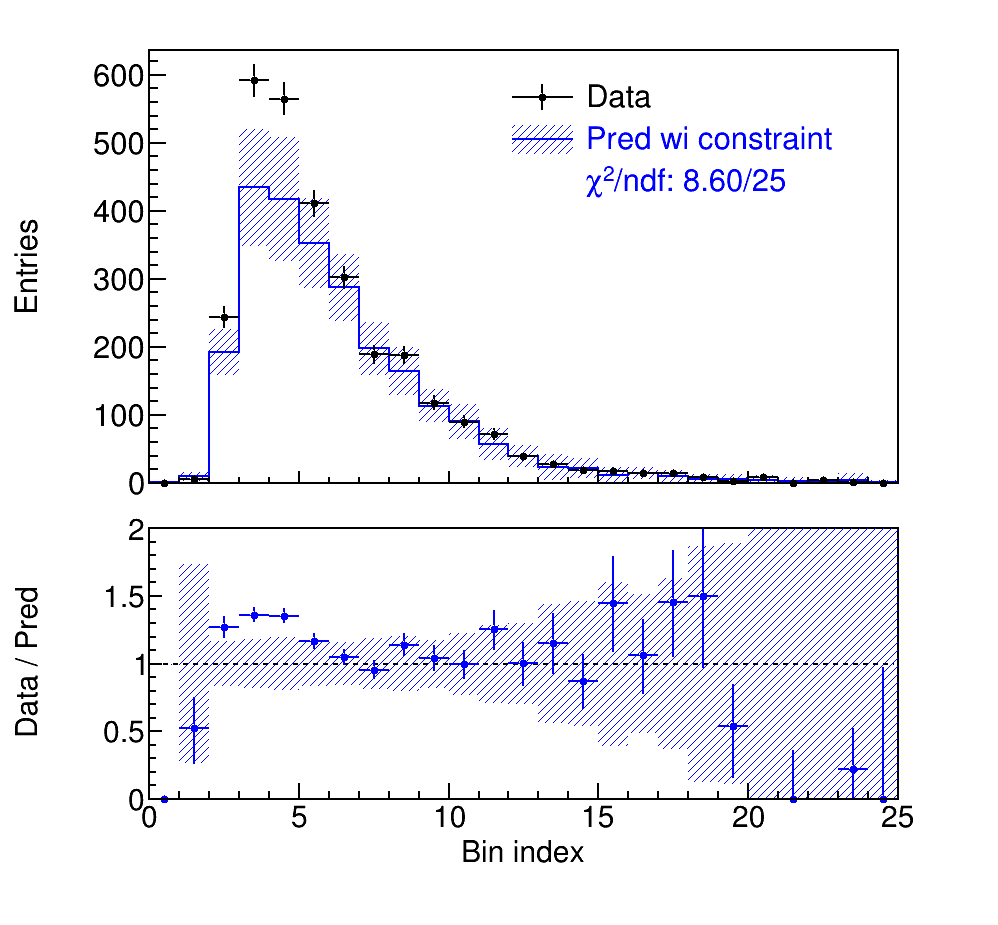 600
500
400
300
200
100
0
Entries
Data
Pred wi constraint
χ²/ndf: 8.60/25
2
1.5
1
0.5
0
Data / Pred
0 5 10 15 20 25
Bin index